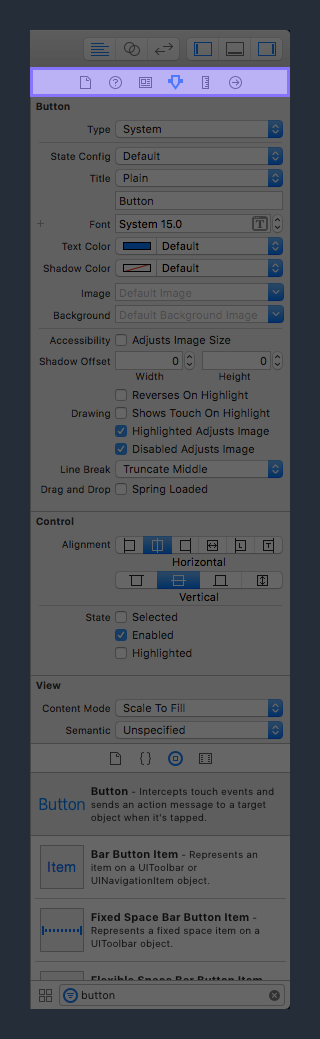 Button
Type System
State Config Default
Title Plain
Button
+ Font System 15.0 T
Text Color Default
Shadow Color Default
Image Default Image
Background Default Background Image
Accessibility Adjusts Image Size
Shadow Offset 0 0
Width Height
Reverses On Highlight
Drawing Shows Touch On Highlight
Highlighted Adjusts Image
Disabled Adjusts Image
Line Break Truncate Middle
Drag and Drop Spring Loaded
Control
Alignment L T
Horizontal
Vertical
State Selected
Enabled
Highlighted
View
Content Mode Scale To Fill
Semantic Unspecified
{ }
Button
Button - Intercepts touch events and
sends an action message to a target
object when it's tapped.
Item
Bar Button Item - Represents an
item on a UIToolbar or
UINavigationItem object.
Fixed Space Bar Button Item -
Represents a fixed space item on a
UIToolbar object.
Flexible Space Bar Button Item
button